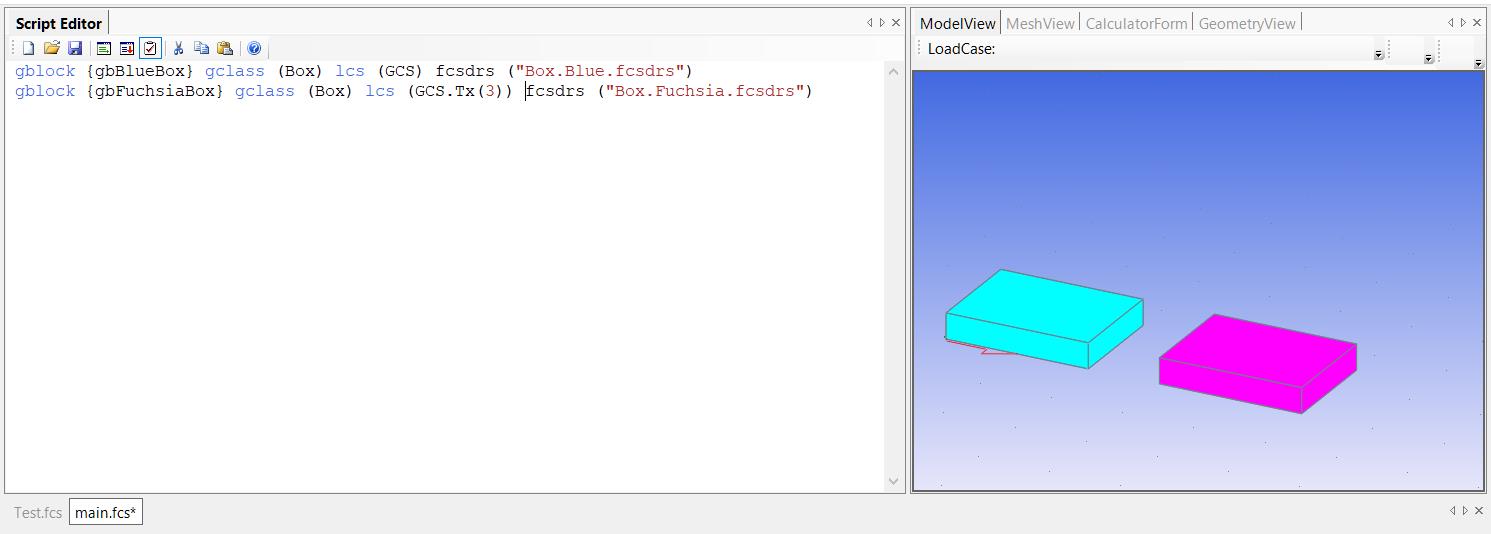 Script Editor
gblock {gbBlueBox} gclass (Box) lcs (GCS) fcsdrs ("Box.Blue.fcsdrs")
gblock {gbFuchsiaBox} gclass (Box) lcs (GCS.Tx(3)) fcsdrs ("Box.Fuchsia.fcsdrs")
ModelView MeshView CalculatorForm GeometryView
LoadCase:
Test.fcs main.fcs*